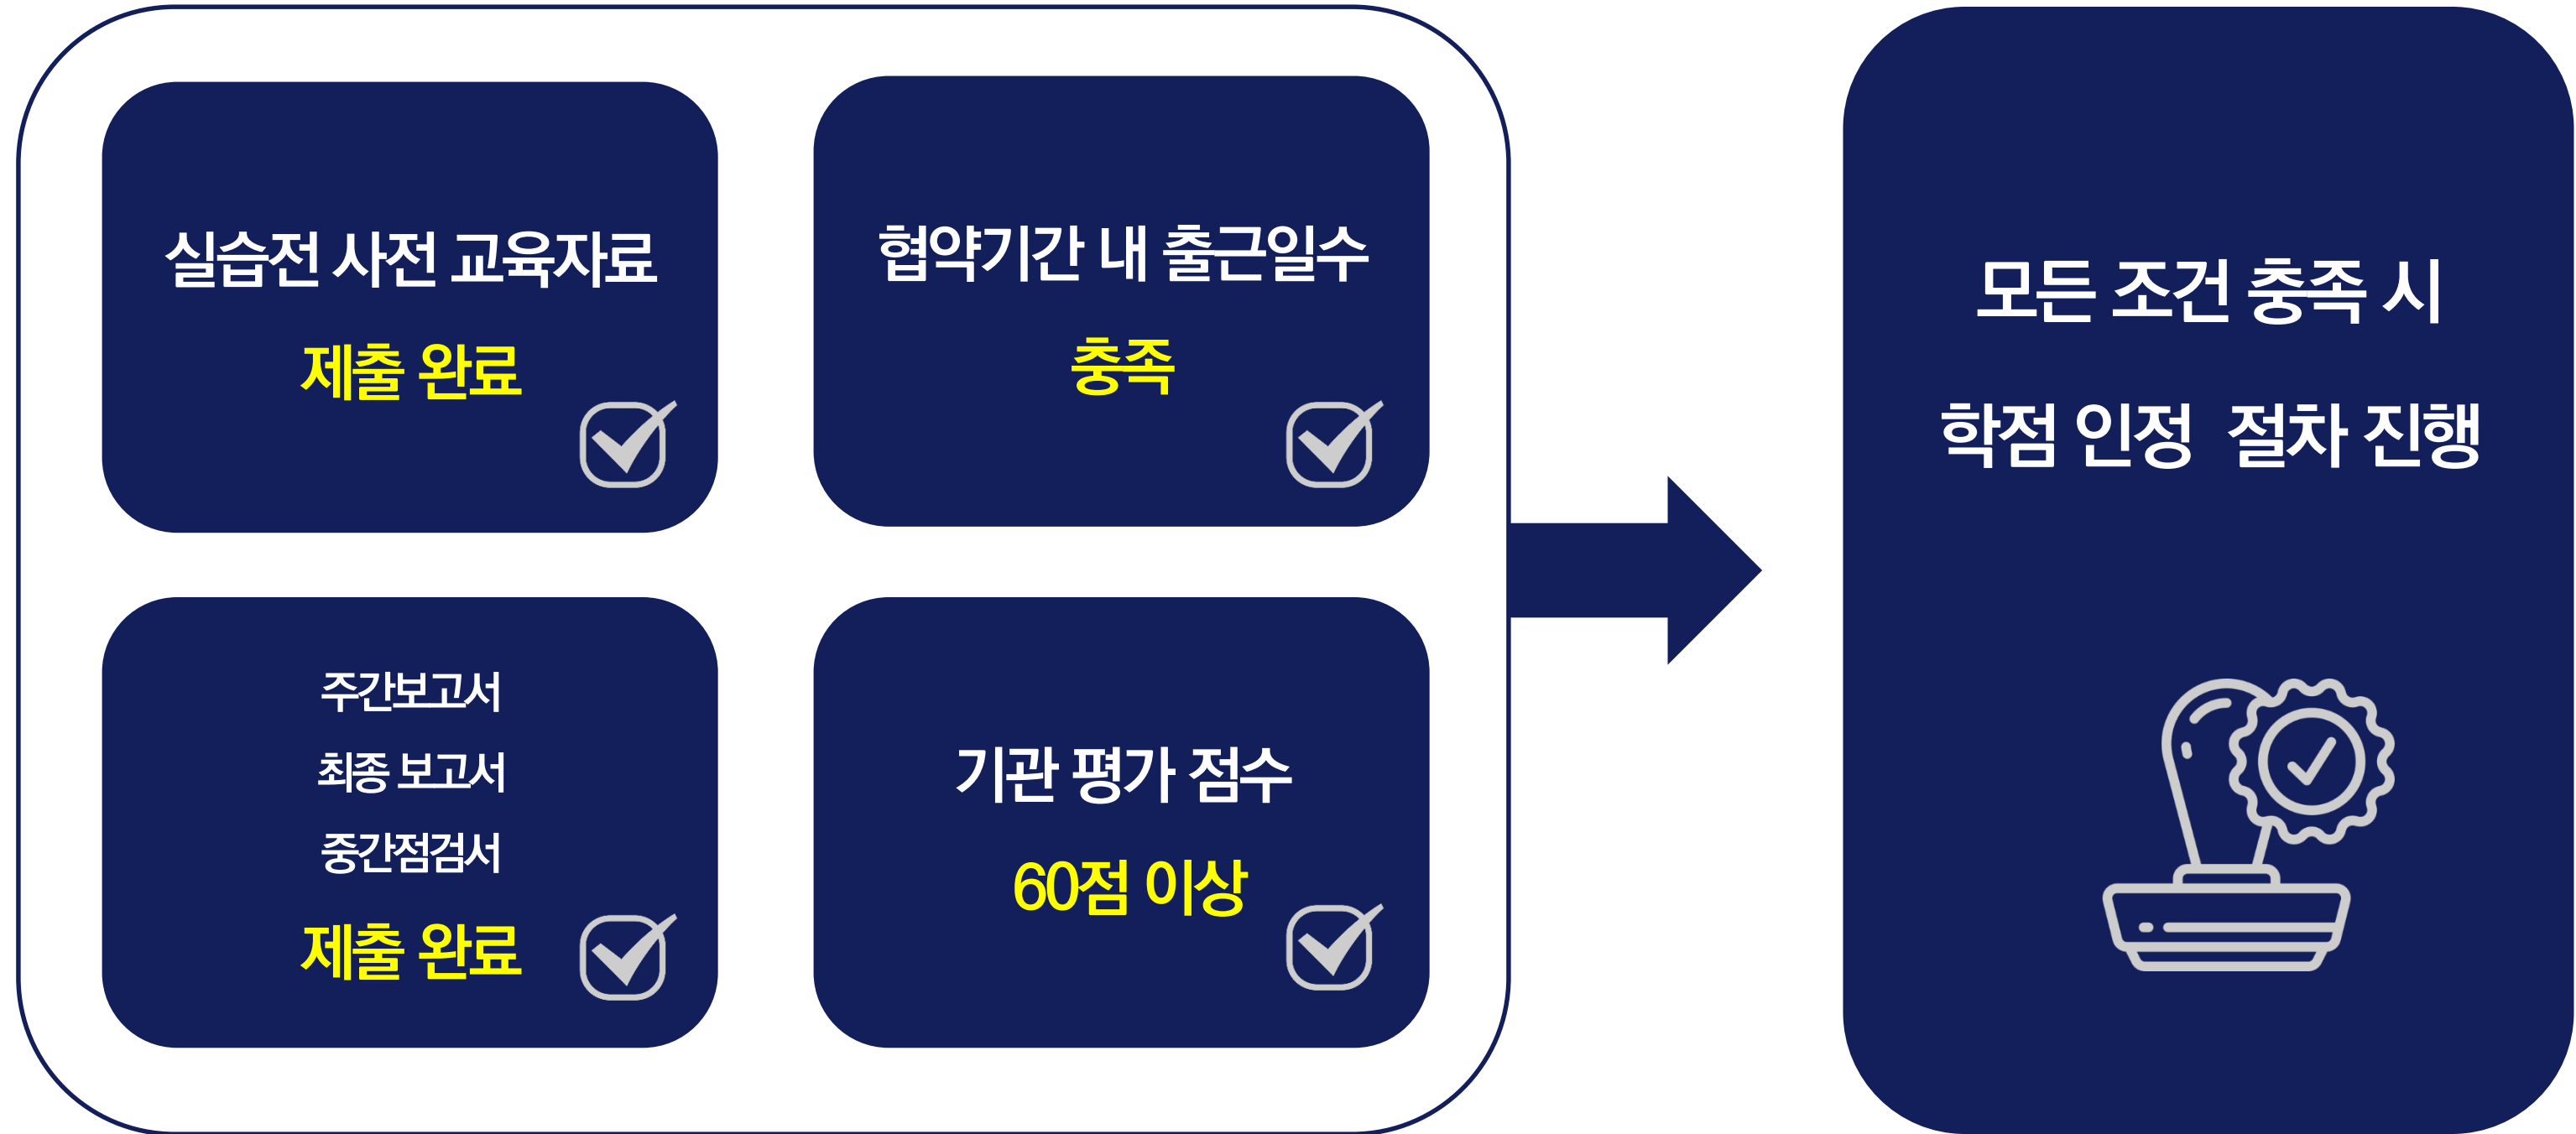 실습전 사전 교육자료
제출 완료
협약기간 내 출근일수
충족
주간보고서
최종 보고서
중간점검서
제출 완료
기관 평가 점수
60점 이상
모든 조건 충족 시
학점 인정 절차 진행